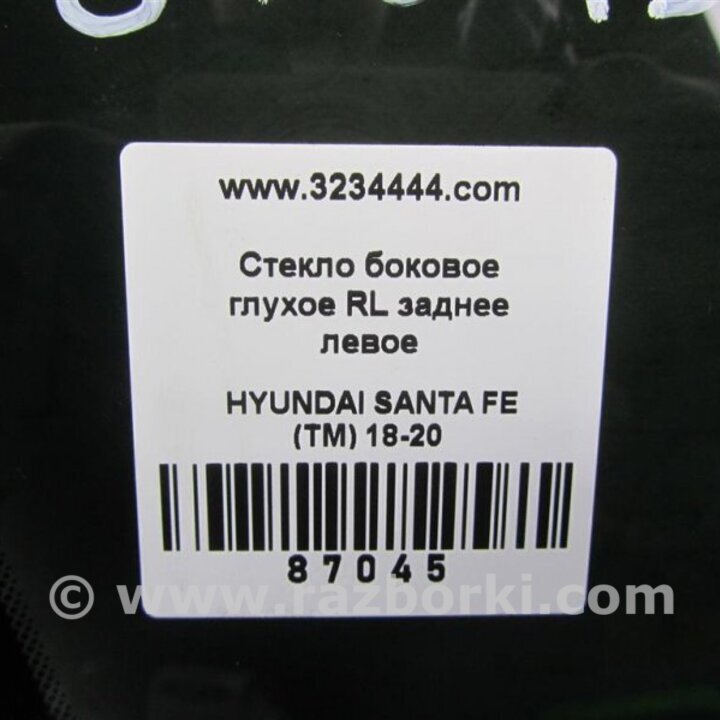 www.3234444.com
Стекло боковое
глухое RL заднее
левое
HYUNDAI SANTA FE
(TM) 18-20
87045
© www.razborki.com